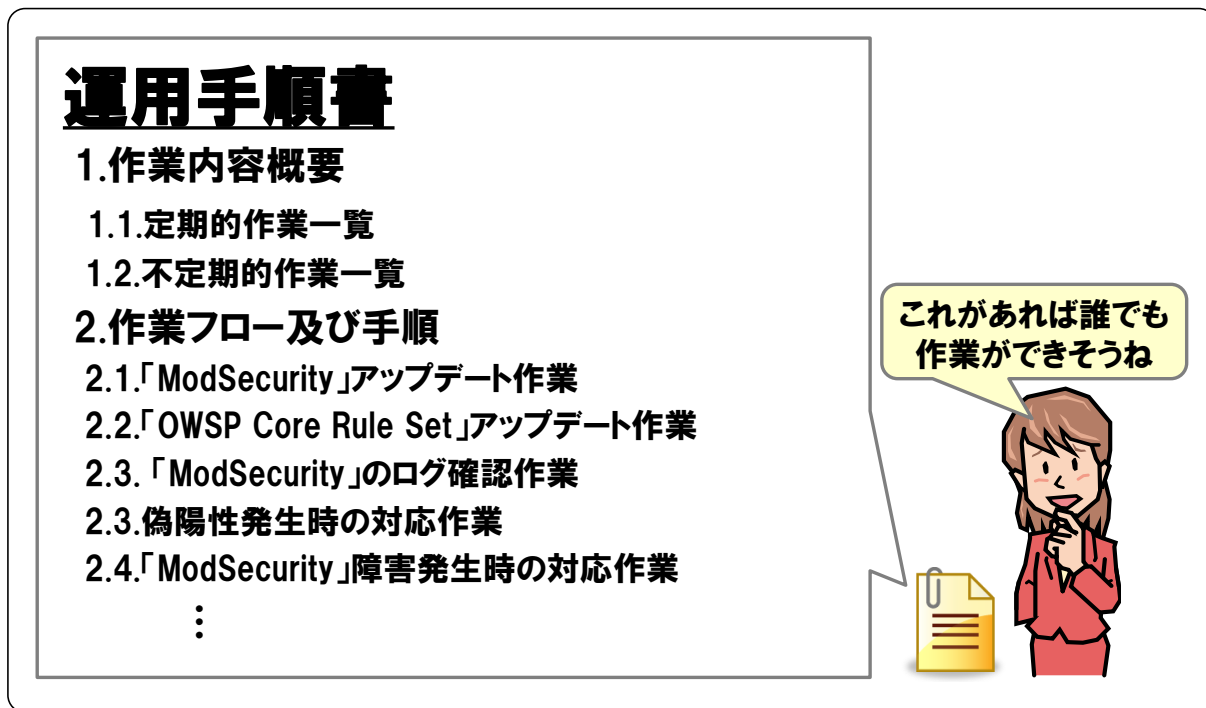 運用手順書
1.作業内容概要
1.1.定期的作業一覧
1.2.不定期的作業一覧
2.作業フロー及び手順
2.1.「ModSecurity」アップデート作業
2.2.「OWSP Core Rule Set」アップデート作業
2.3. 「ModSecurity」のログ確認作業
2.3.偽陽性発生時の対応作業
2.4.「ModSecurity」障害発生時の対応作業
⋮
これがあれば誰でも
作業ができそうね